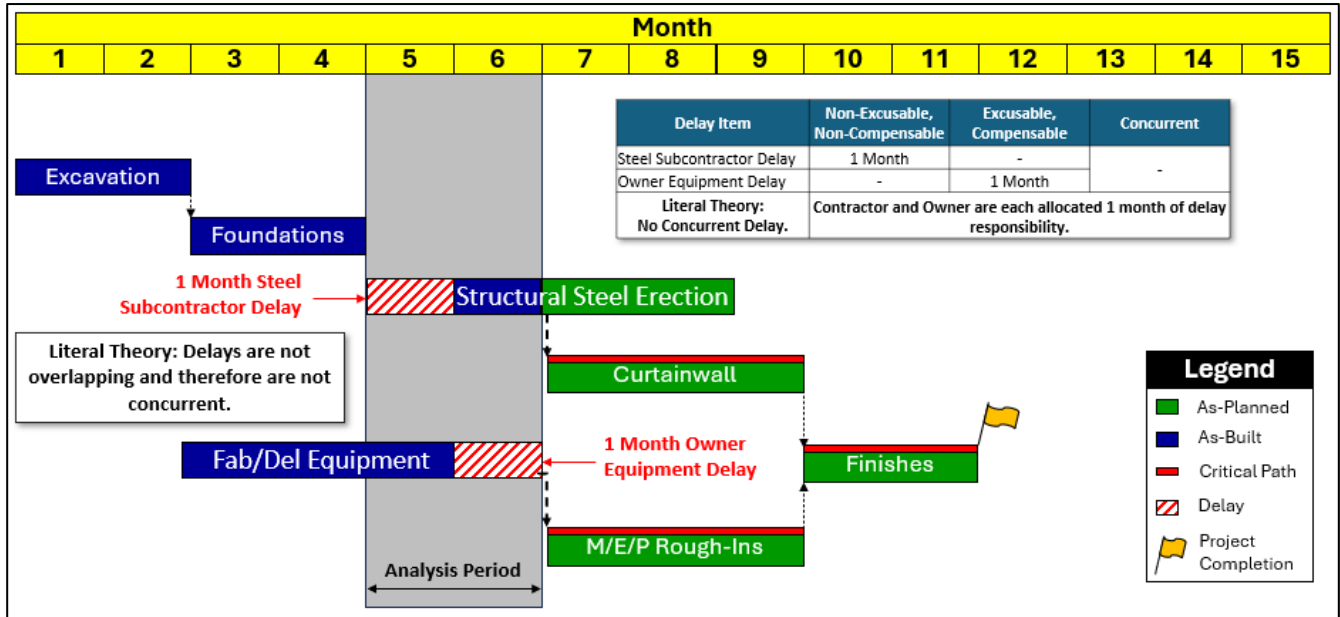 Month
1 2 3 4 5 6 7 8 9 10 11 12 13 14 15
Delay Item
Non-Excusable,
Non-Compensable
Excusable,
Compensable
Concurrent
Steel Subcontractor Delay 1 Month - -
Owner Equipment Delay - 1 Month
Literal Theory:
No Concurrent Delay.
Contractor and Owner are each allocated 1 month of delay
responsibility.
Excavation
Foundations
1 Month Steel
Subcontractor Delay
Structural Steel Erection
Literal Theory: Delays are not
overlapping and therefore are not
concurrent.
Curtainwall
Fab/Del Equipment
1 Month Owner
Equipment Delay
Finishes
M/E/P Rough-Ins
Analysis Period
Legend
As-Planned
As-Built
Critical Path
Delay
Project
Completion